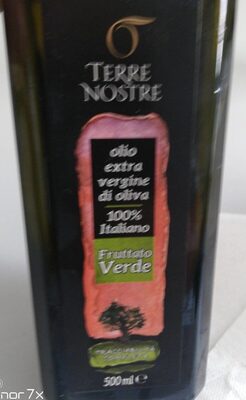 TERRE
NOSTRE
olio
extra
vergine
di oliva
100%
Italiano
Fruttato
Verde
500 ml e
nor 7x